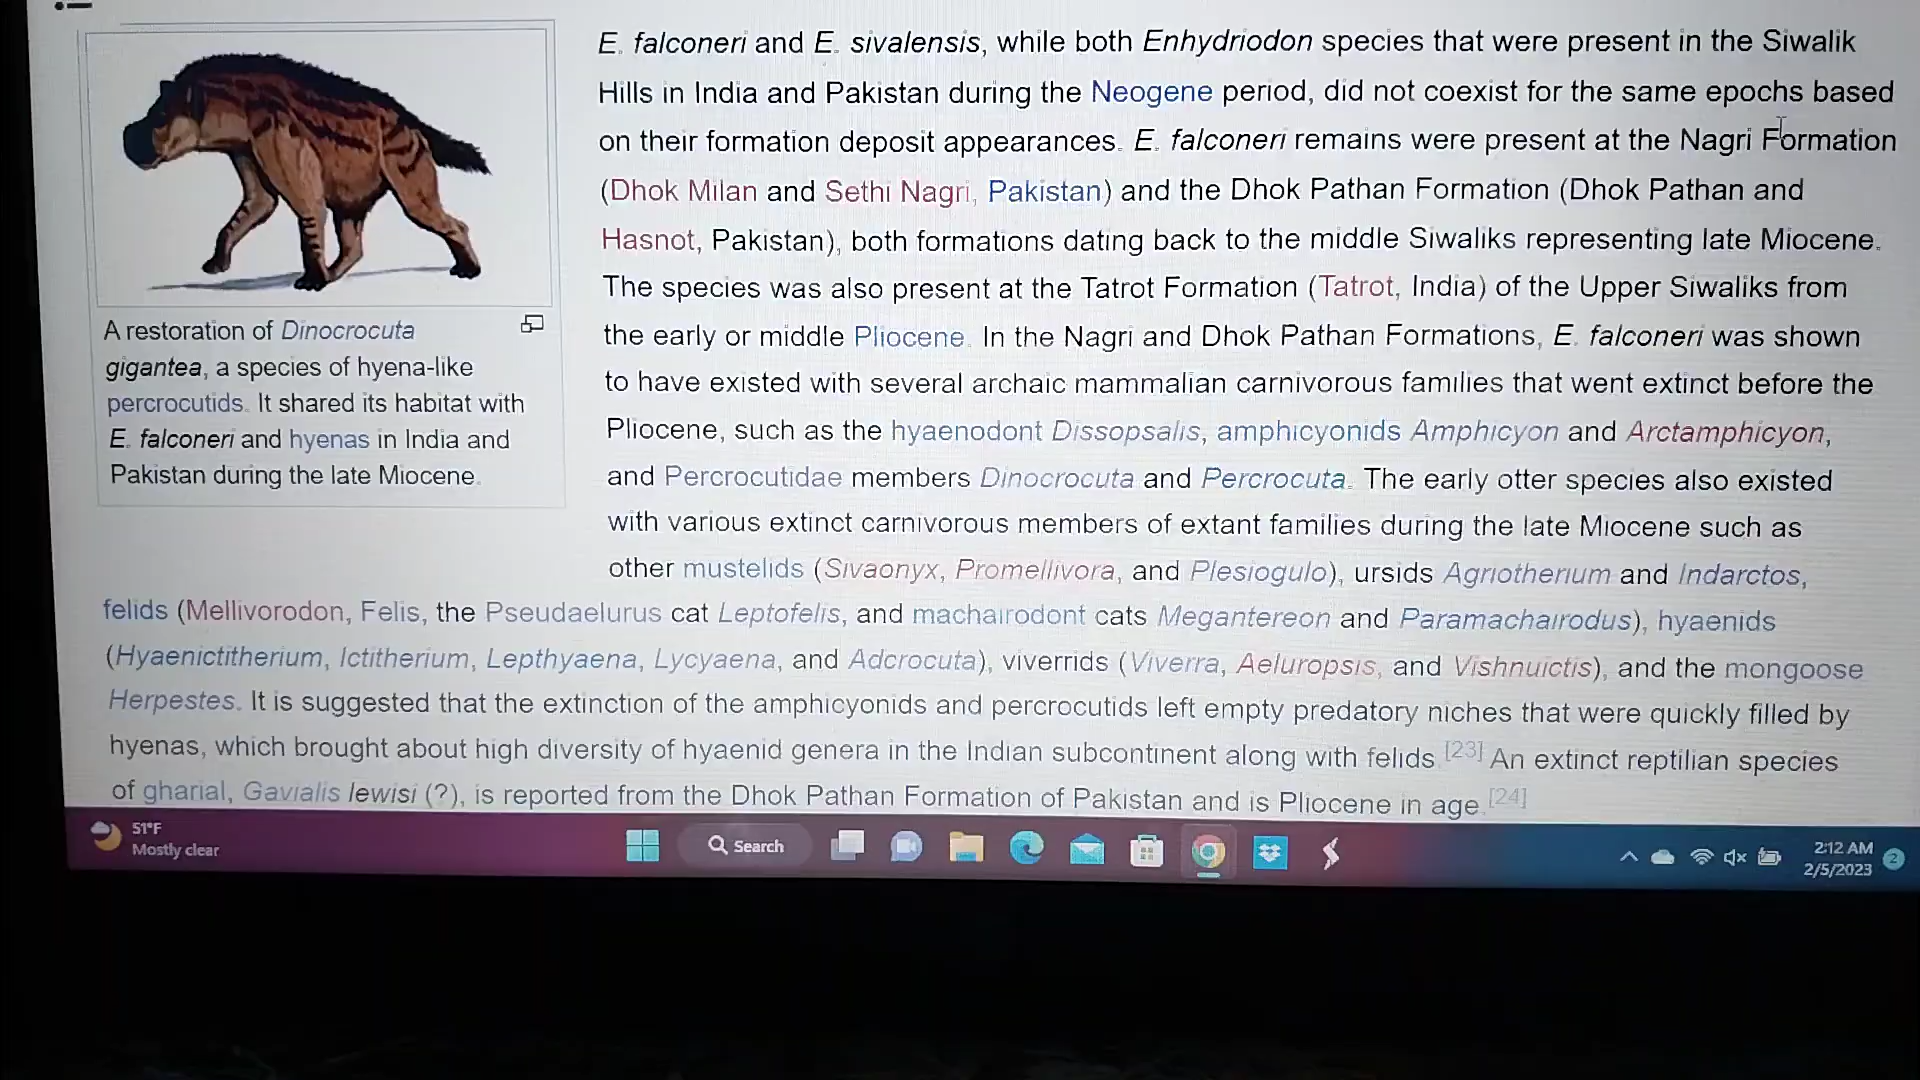 E. falconeri and E. sivalensis, while both Enhydriodon species that were present in the Siwalik
Hills in India and Pakistan during the Neogene period, did not coexist for the same epochs based
on their formation deposit appearances. E. falconeri remains were present at the Nagri Formation
(Dhok Milan and Sethi Nagri, Pakistan) and the Dhok Pathan Formation (Dhok Pathan and
Hasnot, Pakistan), both formations dating back to the middle Siwaliks representing late Miocene.
The species was also present at the Tatrot Formation (Tatrot, India) of the Upper Siwaliks from
the early or middle Pliocene. In the Nagri and Dhok Pathan Formations, E. falconeri was shown
to have existed with several archaic mammalian carnivorous families that went extinct before the
Pliocene, such as the hyaenodont Dissopsalis, amphicyonids Amphicyon and Arctamphicyon,
and Percrocutidae members Dinocrocuta and Percrocuta. The early otter species also existed
with various extinct carnivorous members of extant families during the late Miocene such as
other mustelids (Sivaonyx, Promellivora, and Plesiogulo), ursids Agriotherium and Indarctos,
felids (Mellivorodon, Felis, the Pseudaelurus cat Leptofelis, and machairodont cats Megantereon and Paramachairodus), hyaenids
(Hyaenictitherium, Ictitherium, Lepthyaena, Lycyaena, and Adcrocuta), viverrids (Viverra, Aeluropsis, and Vishnuictis), and the mongoose
Herpestes. It is suggested that the extinction of the amphicyonids and percrocutids left empty predatory niches that were quickly filled by
hyenas, which brought about high diversity of hyaenid genera in the Indian subcontinent along with felids.[23] An extinct reptilian species
of gharial, Gavialis lewisi (?), is reported from the Dhok Pathan Formation of Pakistan and is Pliocene in age.[24]
A restoration of Dinocrocuta
gigantea, a species of hyena-like
percrocutids. It shared its habitat with
E. falconeri and hyenas in India and
Pakistan during the late Miocene.
51°F
Mostly clear
Search
2:12 AM
2/5/2023
2